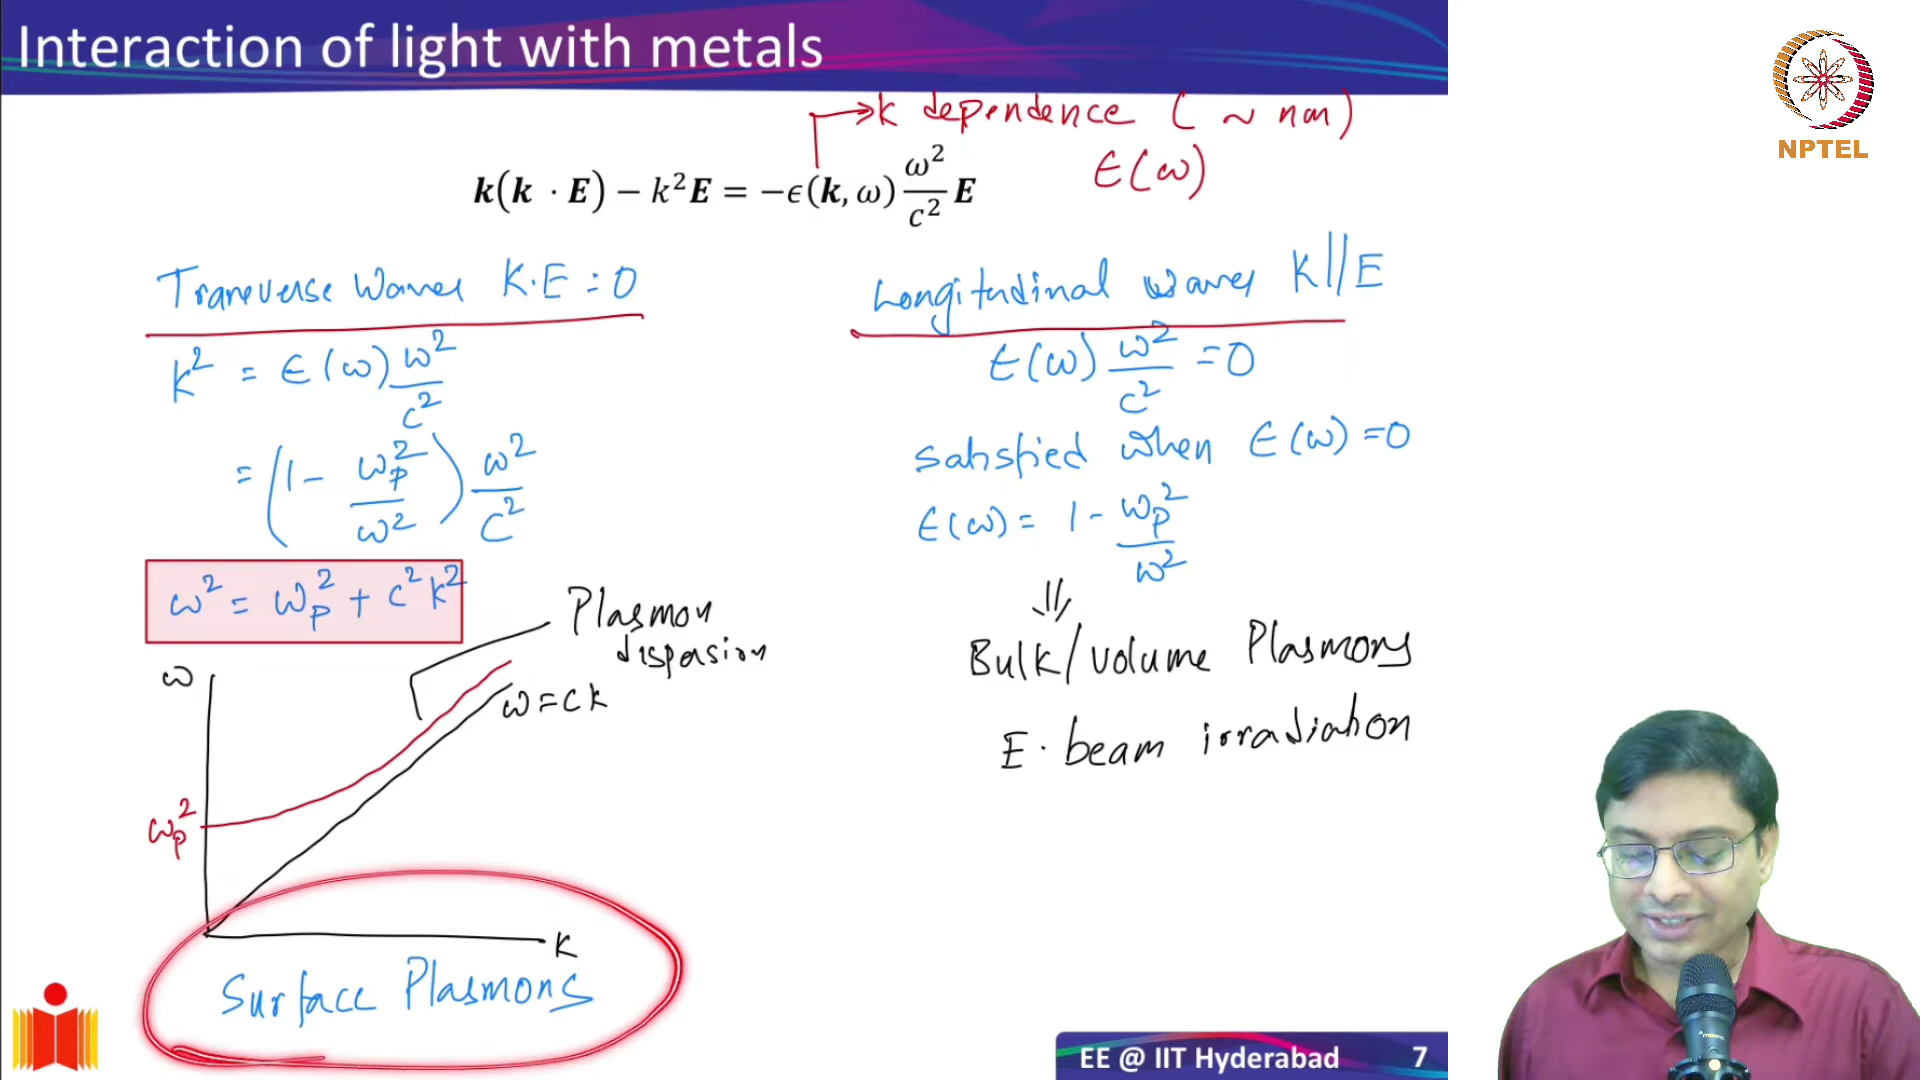 Interaction of light with metals
NPTEL
→ k dependence ( ~ nm )
ϵ(ω)
k(k · E) − k²E = −ϵ(k, ω) ω²/c² E
Tranverse Waves K·E = 0
K² = ϵ(ω) ω²/c²
= (1 - ωp²/ω²) ω²/c²
ω² = ωp² + c²k²
Plasmon
dispersion
ω
ω = ck
ωp²
k
Surface Plasmons
Longitudinal waves K//E
ϵ(ω) ω²/c² = 0
Satisfied when ϵ(ω) = 0
ϵ(ω) = 1 - ωp²/ω²
Bulk/volume Plasmons
E-beam irradiation
EE @ IIT Hyderabad 7